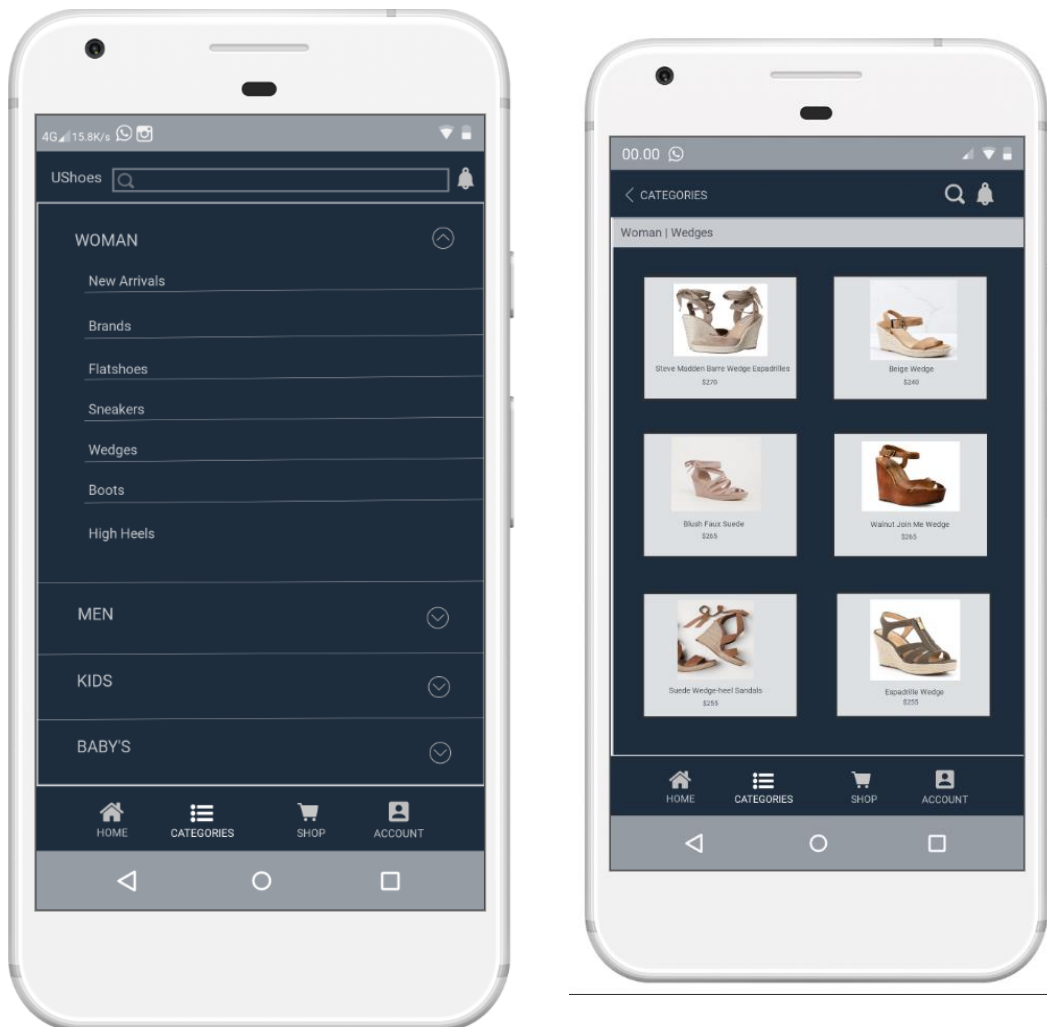 4G 15.8K/s
UShoes
WOMAN
New Arrivals
Brands
Flatshoes
Sneakers
Wedges
Boots
High Heels
MEN
KIDS
BABY'S
HOME CATEGORIES SHOP ACCOUNT
00.00
CATEGORIES
Woman | Wedges
Steve Madden Barre Wedge Espadrilles
$270
Beige Wedge
$240
Blush Faux Suede
$265
Walnut Join Me Wedge
$265
Suede Wedge-heel Sandals
$255
Espadrille Wedge
$255
HOME CATEGORIES SHOP ACCOUNT